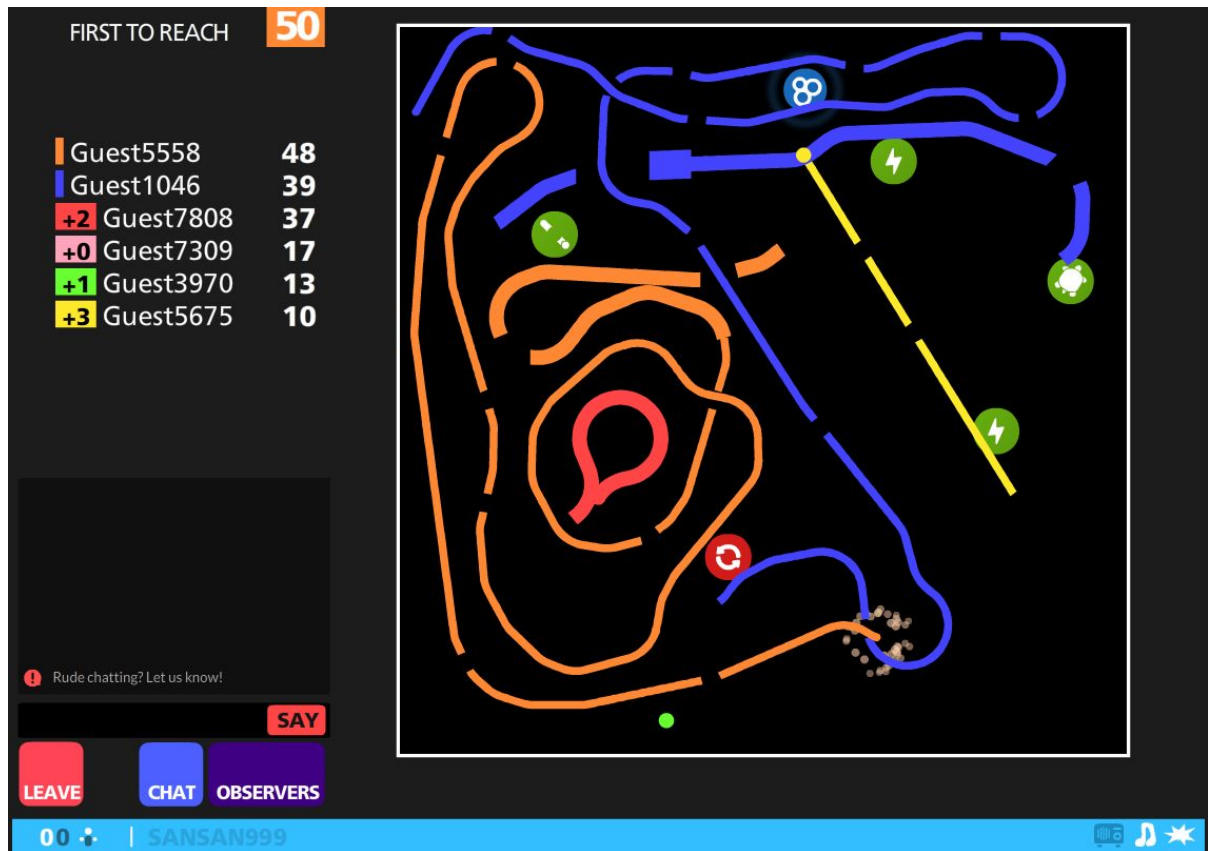 FIRST TO REACH 50
Guest5558 48
Guest1046 39
+2 Guest7808 37
+0 Guest7309 17
+1 Guest3970 13
+3 Guest5675 10
Rude chatting? Let us know!
SAY
LEAVE CHAT OBSERVERS
00 | SANSAN999